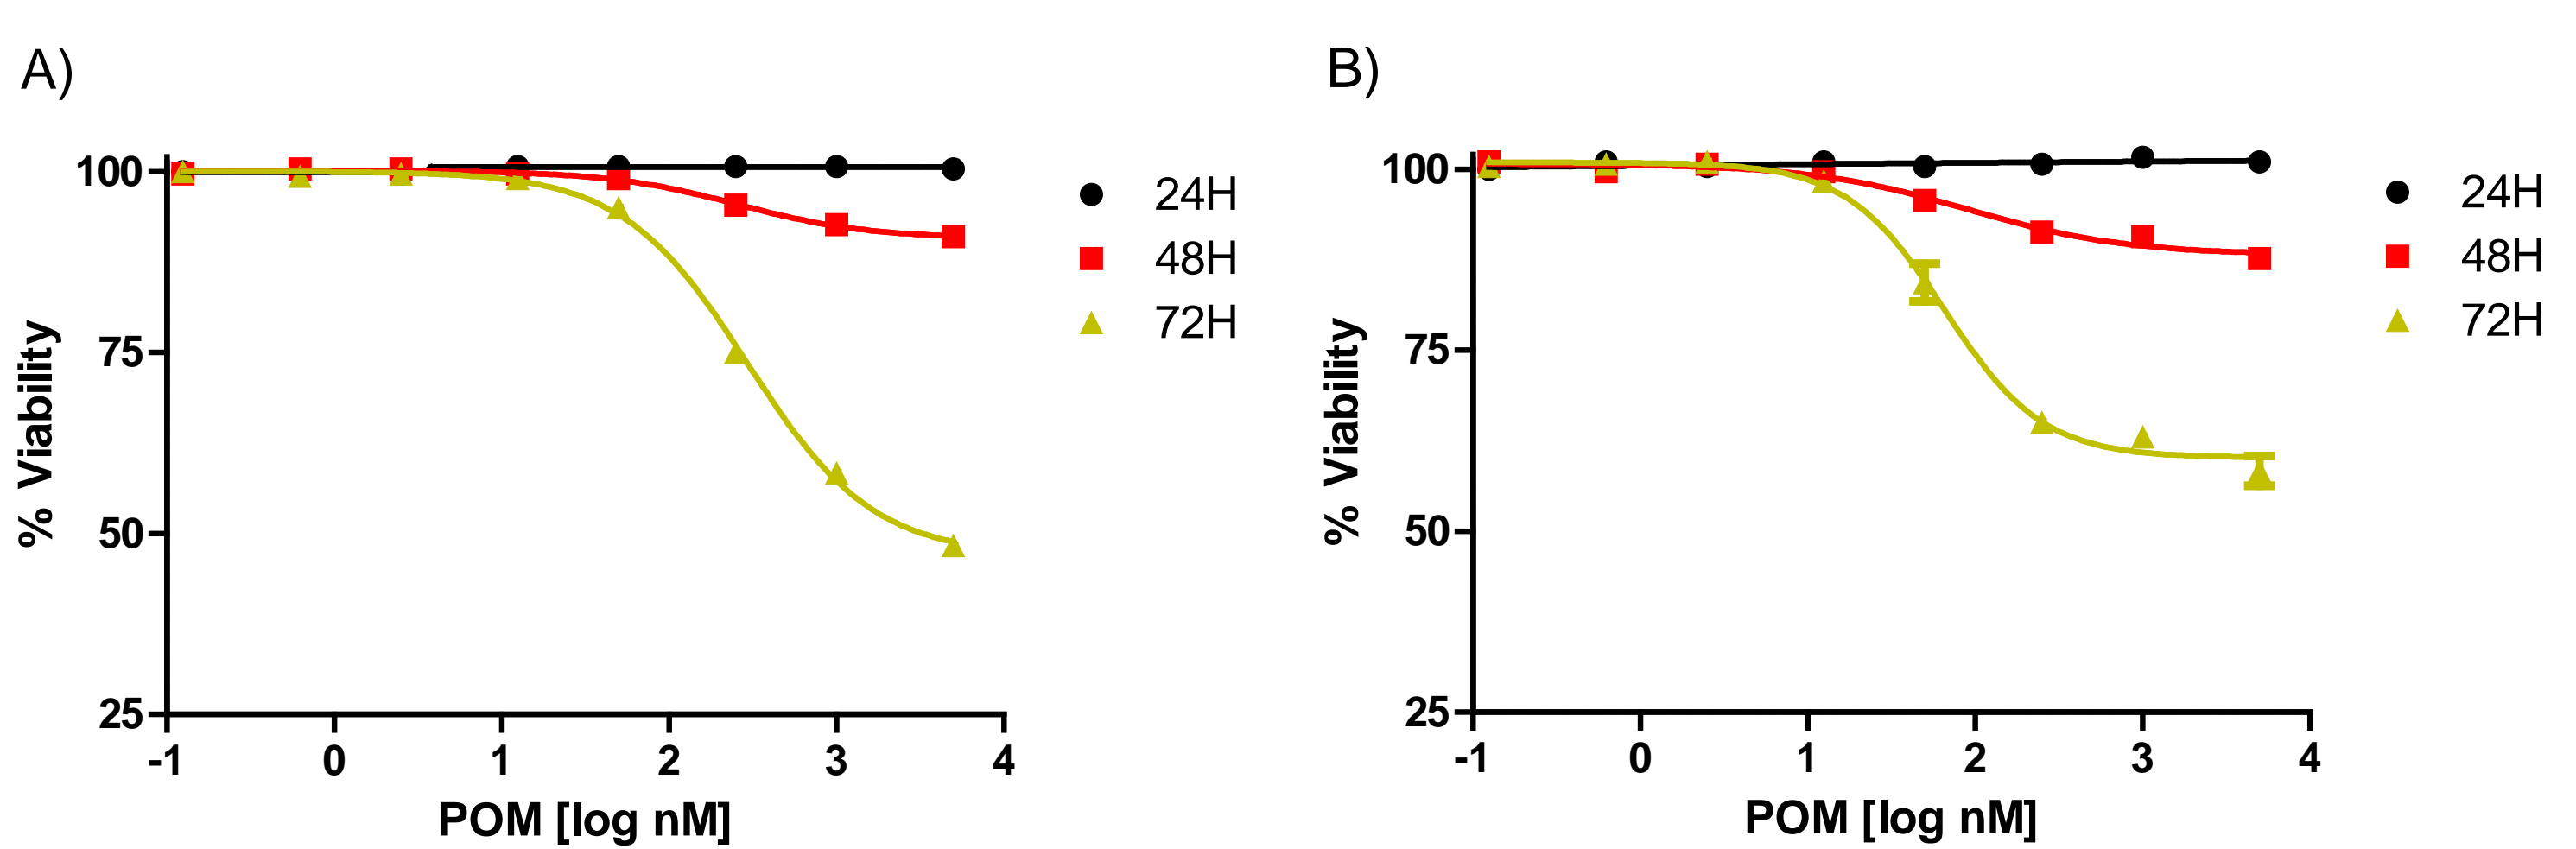 A)
100
75
50
25
-1 0 1 2 3 4
% Viability
POM [log nM]
24H
48H
72H
B)
100
75
50
25
-1 0 1 2 3 4
% Viability
POM [log nM]
24H
48H
72H